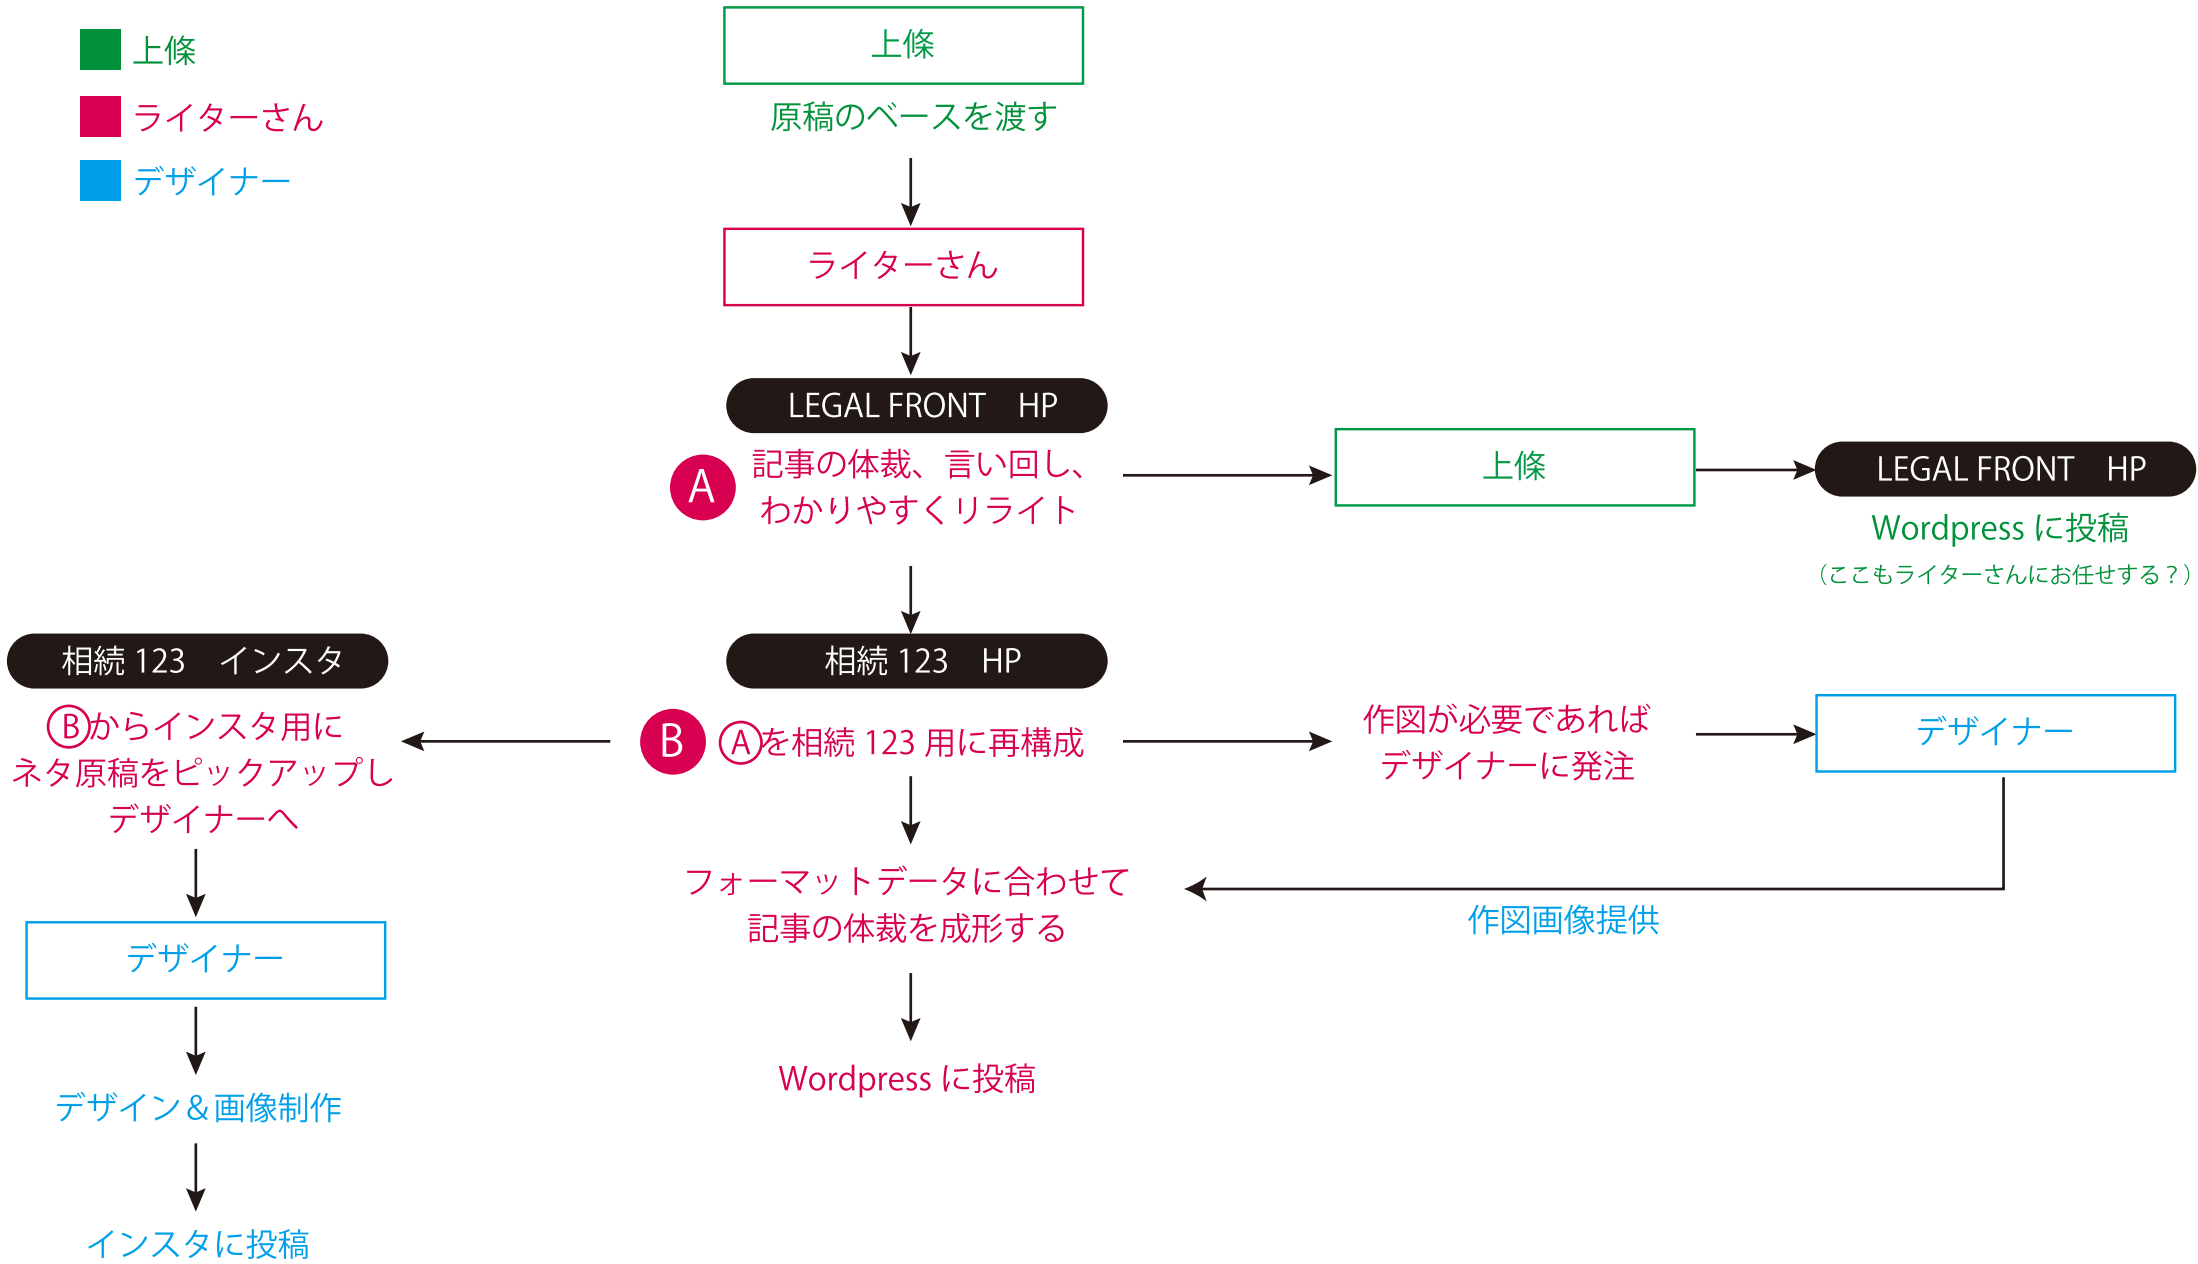 上條
ライターさん
デザイナー
上條
原稿のベースを渡す
ライターさん
LEGAL FRONT　HP
A
記事の体裁、言い回し、
わかりやすくリライト
上條
LEGAL FRONT　HP
Wordpress に投稿
（ここもライターさんにお任せする？）
相続 123　HP
B
Ⓐを相続 123 用に再構成
作図が必要であれば
デザイナーに発注
デザイナー
作図画像提供
フォーマットデータに合わせて
記事の体裁を成形する
Wordpress に投稿
相続 123　インスタ
Ⓑからインスタ用に
ネタ原稿をピックアップし
デザイナーへ
デザイナー
デザイン＆画像制作
インスタに投稿